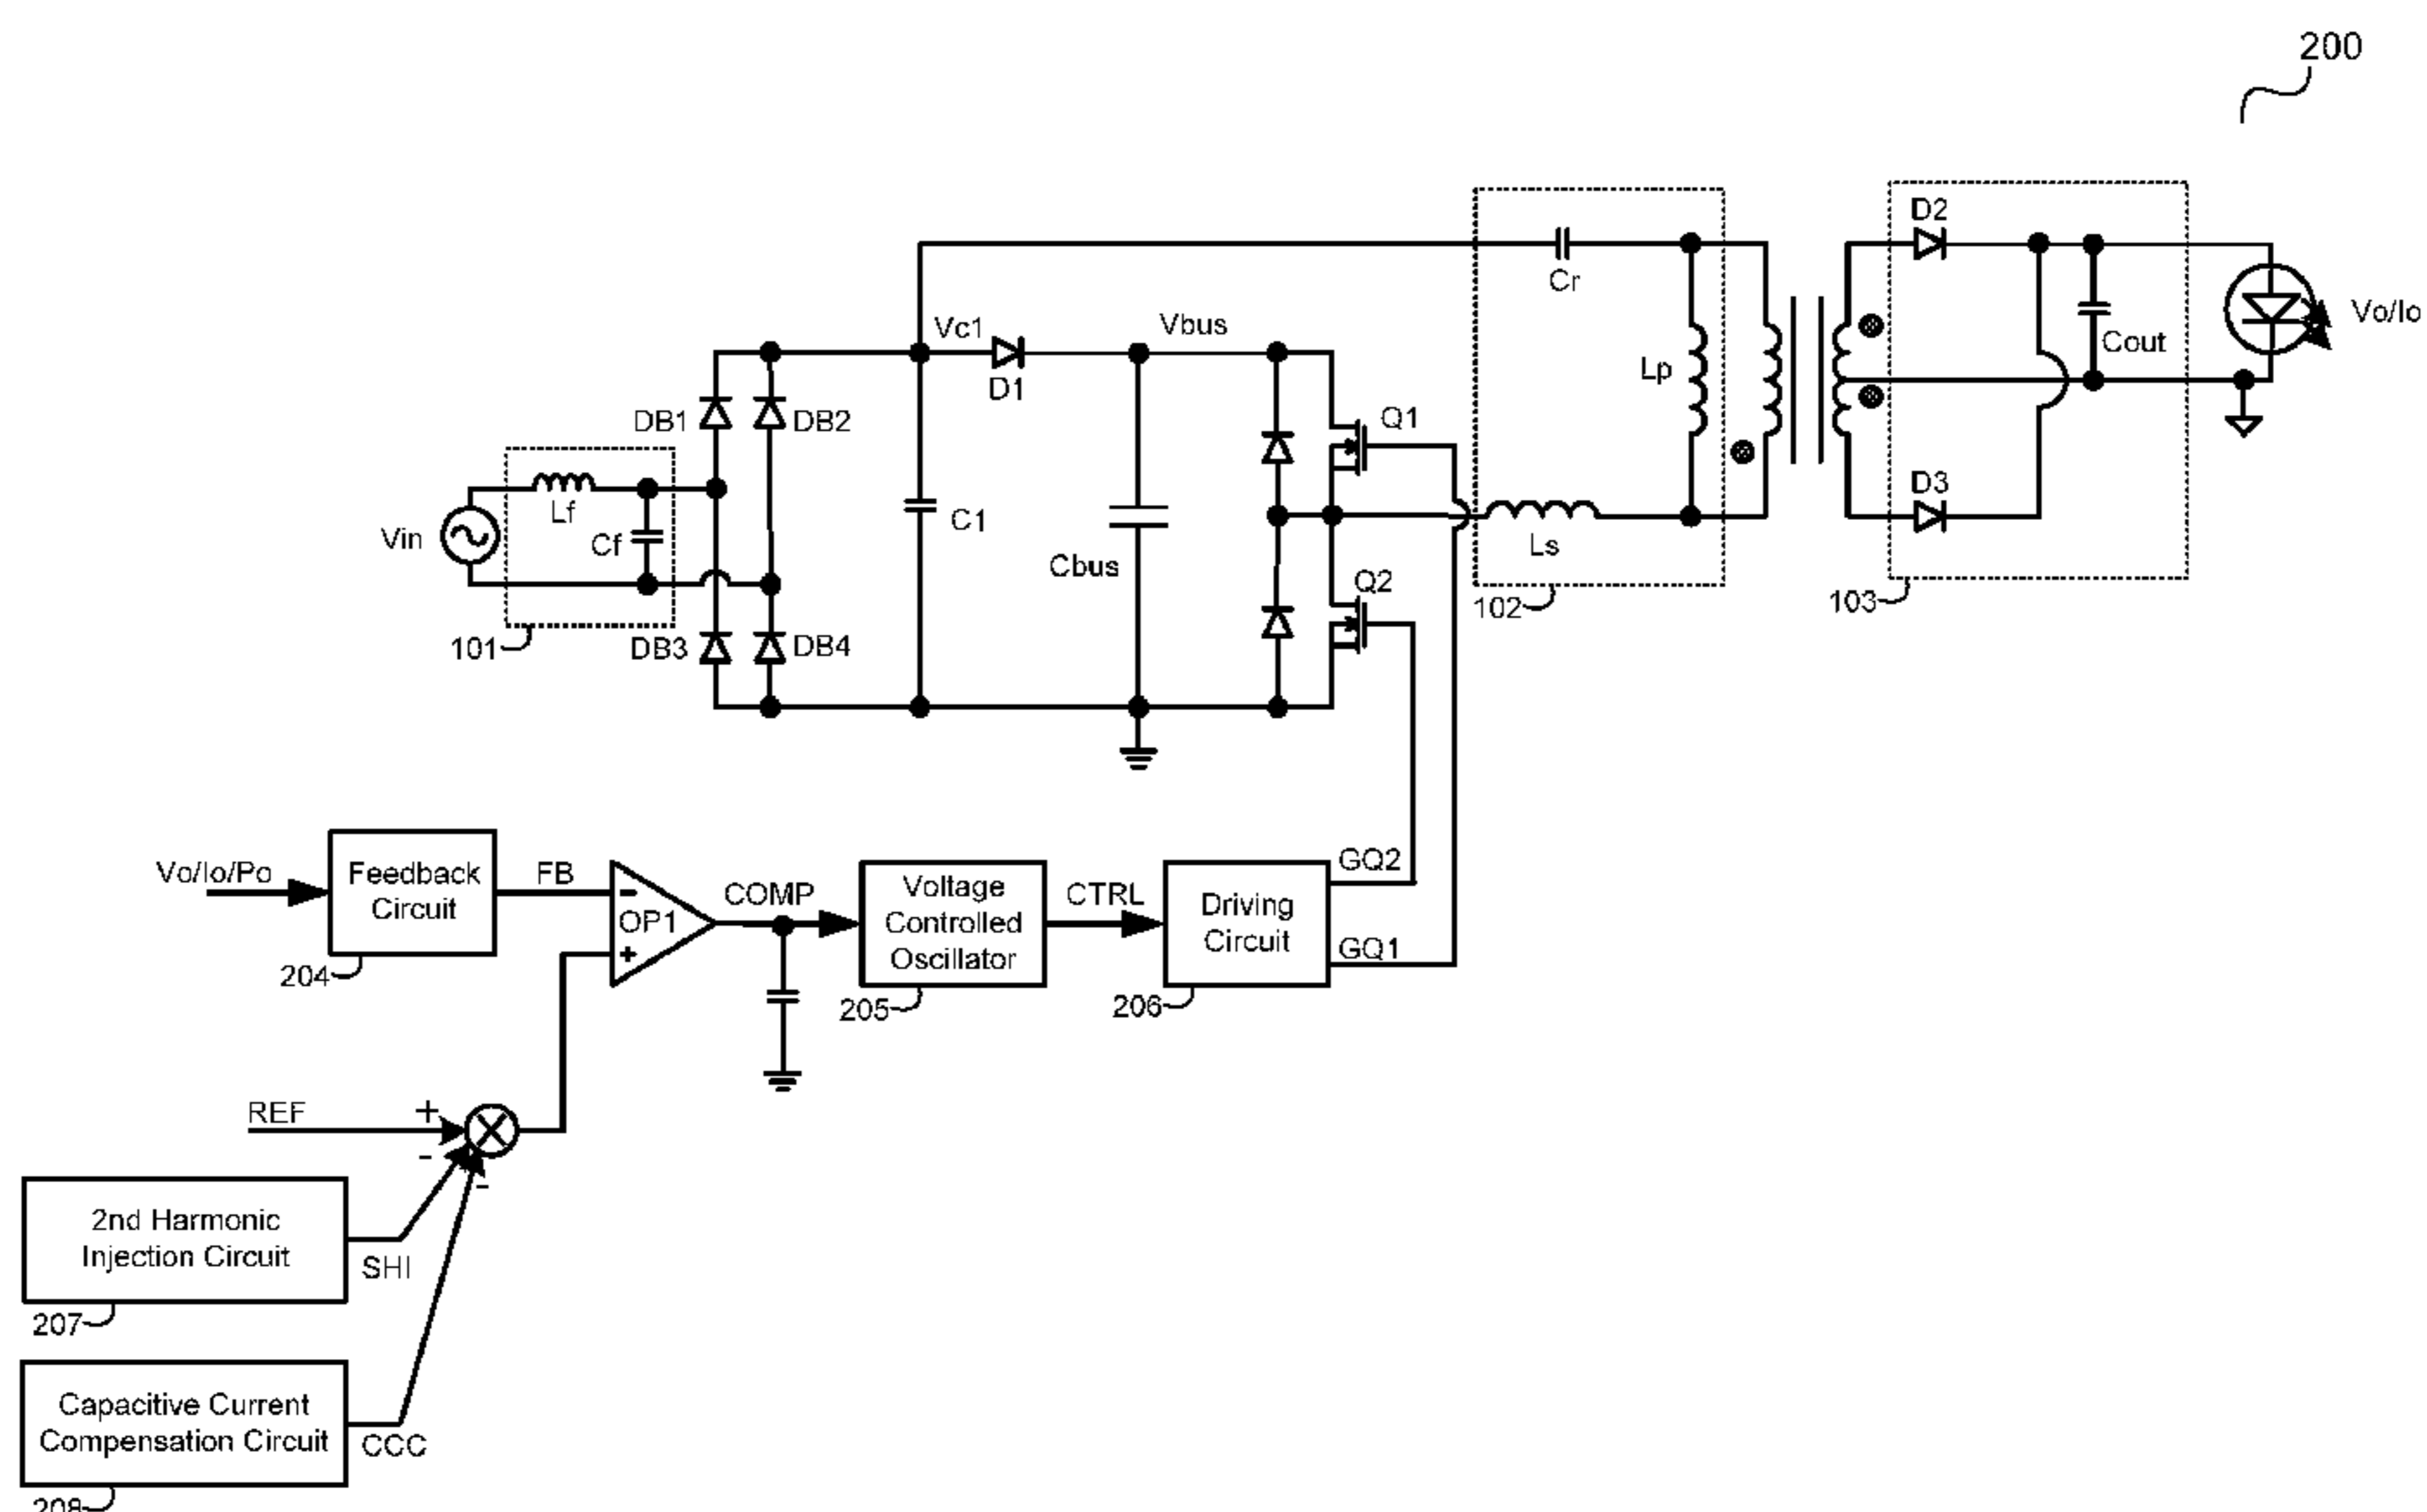 200
D2
Cr
Vo/Io
Vc1
Vbus
Cout
Lp
D1
DB1
DB2
Q1
D3
Lf
C1
Vin
Cf
Ls
Cbus
Q2
102
103
101
DB3
DB4
Vo/Io/Po
Feedback
Circuit
FB
-
OP1
+
COMP
Voltage
Controlled
Oscillator
CTRL
Driving
Circuit
GQ2
GQ1
204
205
206
REF
+
-
-
2nd Harmonic
Injection Circuit
SHI
207
Capacitive Current
Compensation Circuit
CCC
208